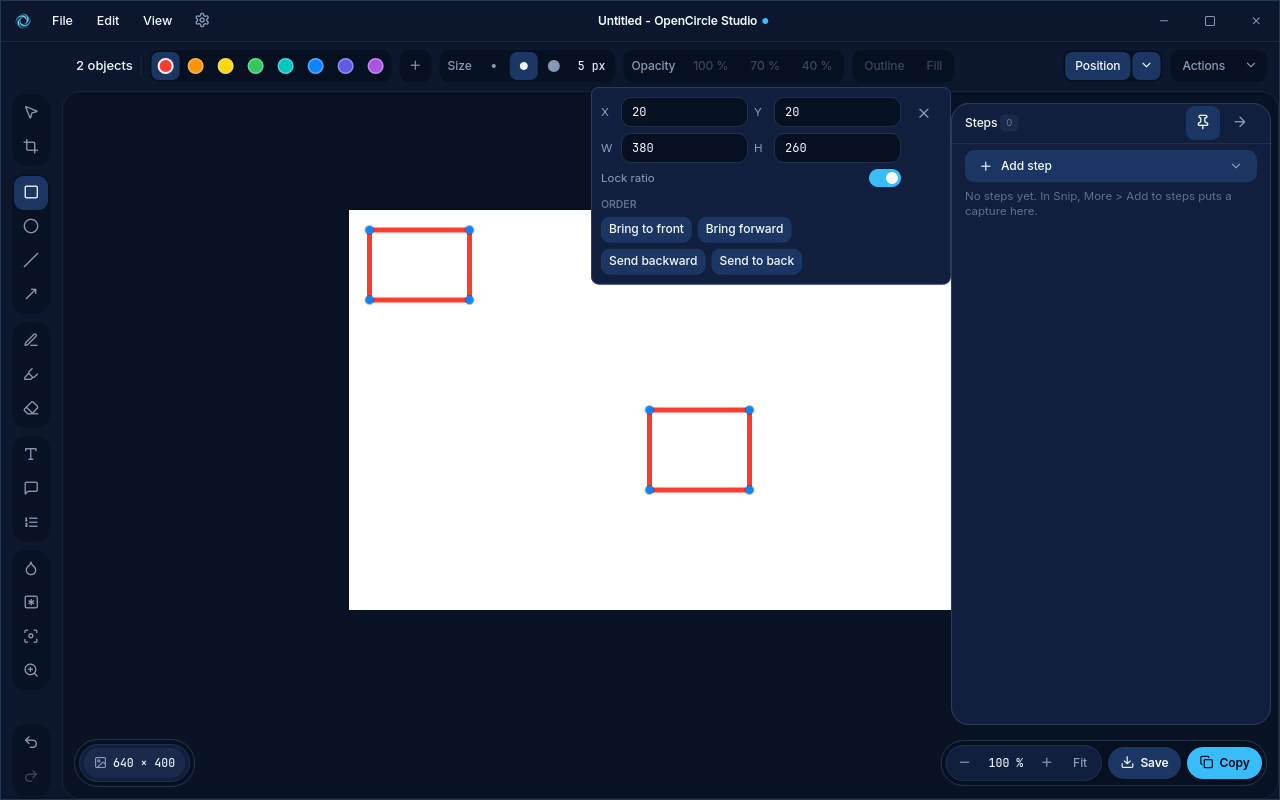 File Edit View Untitled - OpenCircle Studio
2 objects Size 5 px Opacity 100 % 70 % 40 % Outline Fill Position Actions
X 20 Y 20
W 380 H 260
Lock ratio
ORDER
Bring to front Bring forward
Send backward Send to back
Steps 0
Add step
No steps yet. In Snip, More > Add to steps puts a
capture here.
640 × 400
100 % Fit Save Copy